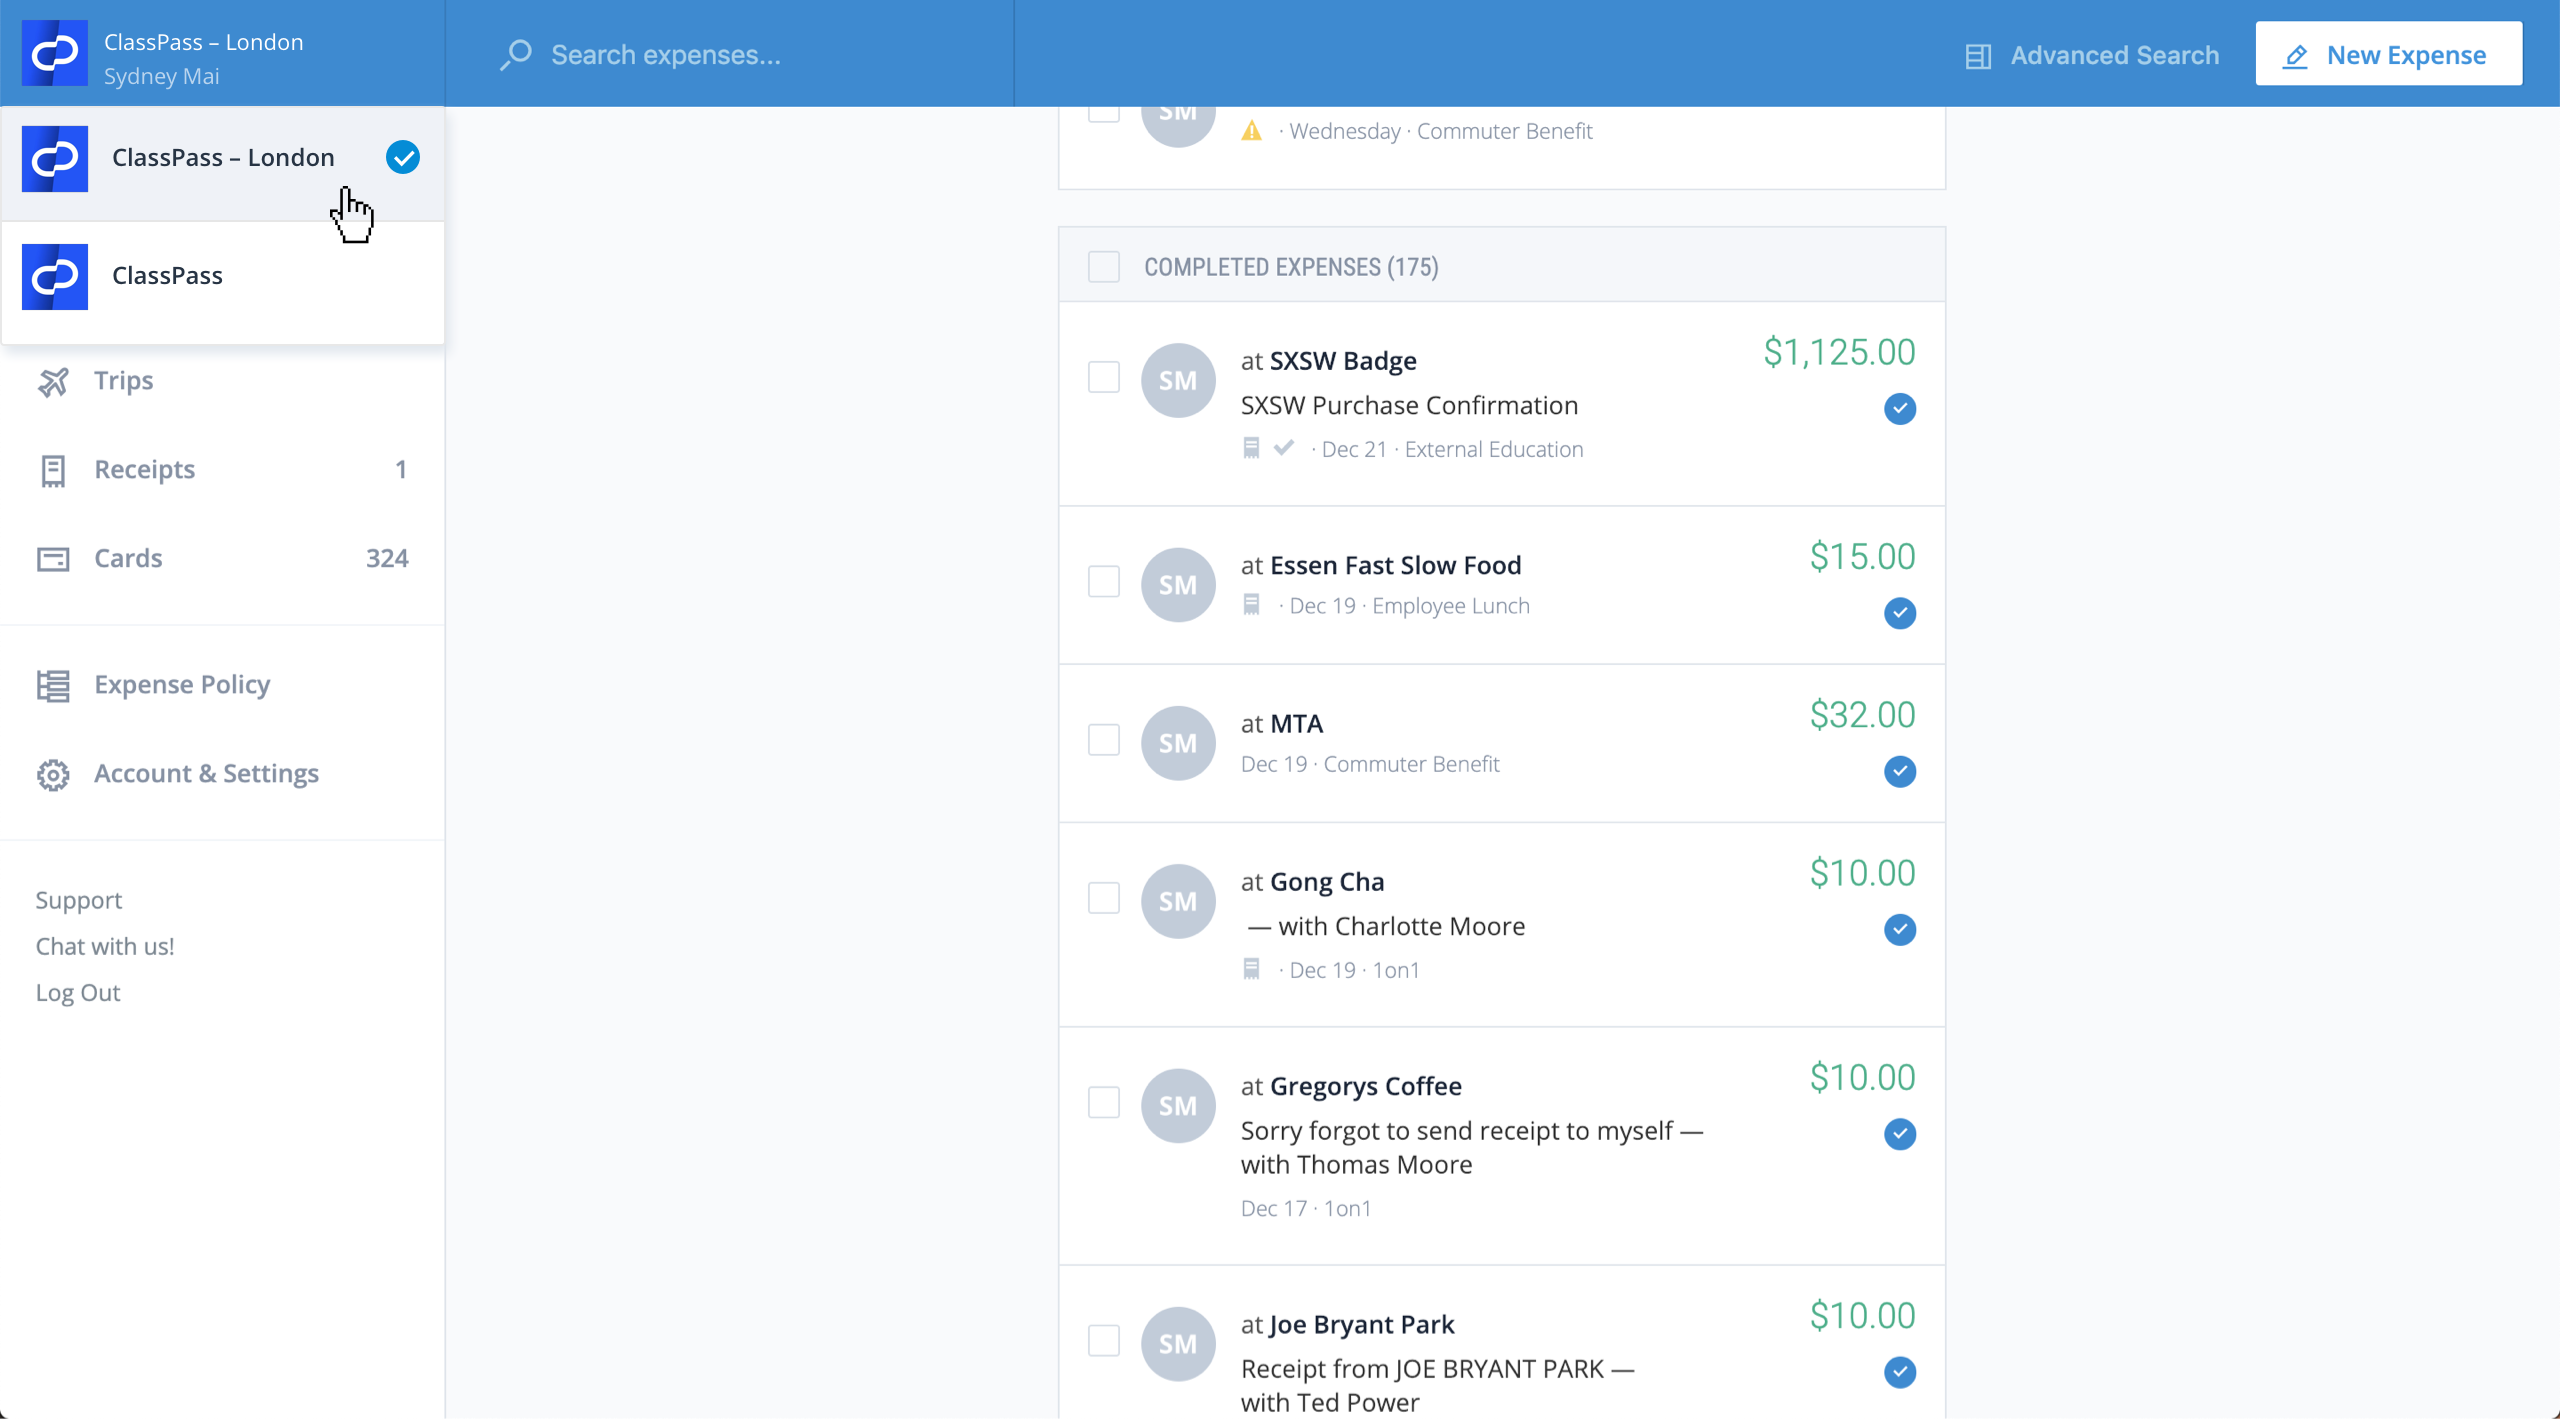 ClassPass – London
Sydney Mai
Search expenses...
Advanced Search
New Expense
ClassPass – London
ClassPass
Trips
Receipts 1
Cards 324
Expense Policy
Account & Settings
Support
Chat with us!
Log Out
SM
· Wednesday · Commuter Benefit
COMPLETED EXPENSES (175)
SM
at SXSW Badge
$1,125.00
SXSW Purchase Confirmation
· Dec 21 · External Education
SM
at Essen Fast Slow Food
$15.00
· Dec 19 · Employee Lunch
SM
at MTA
$32.00
Dec 19 · Commuter Benefit
SM
at Gong Cha
$10.00
— with Charlotte Moore
· Dec 19 · 1on1
SM
at Gregorys Coffee
$10.00
Sorry forgot to send receipt to myself —
with Thomas Moore
Dec 17 · 1on1
SM
at Joe Bryant Park
$10.00
Receipt from JOE BRYANT PARK —
with Ted Power